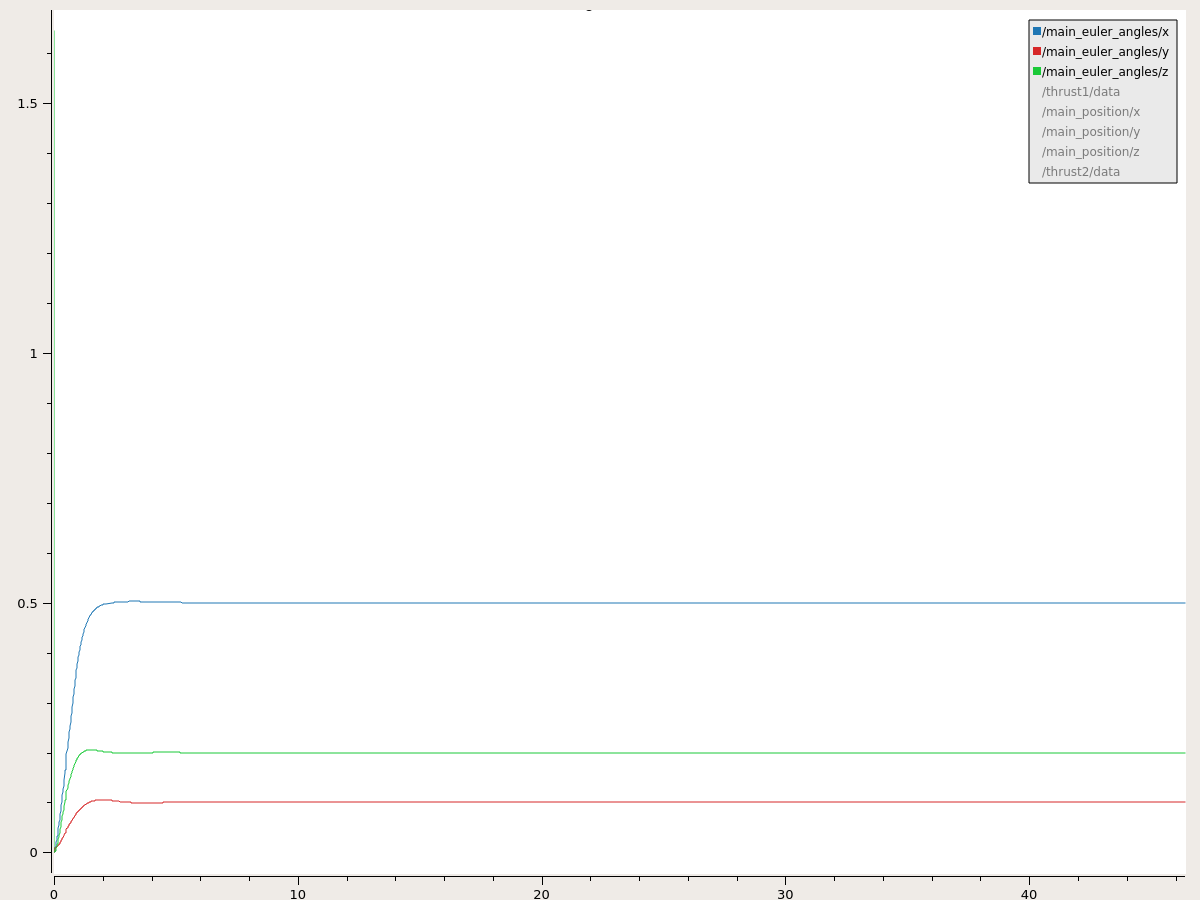 /main_euler_angles/x
/main_euler_angles/y
/main_euler_angles/z
/thrust1/data
/main_position/x
/main_position/y
/main_position/z
/thrust2/data
1.5
1
0.5
0
0 10 20 30 40